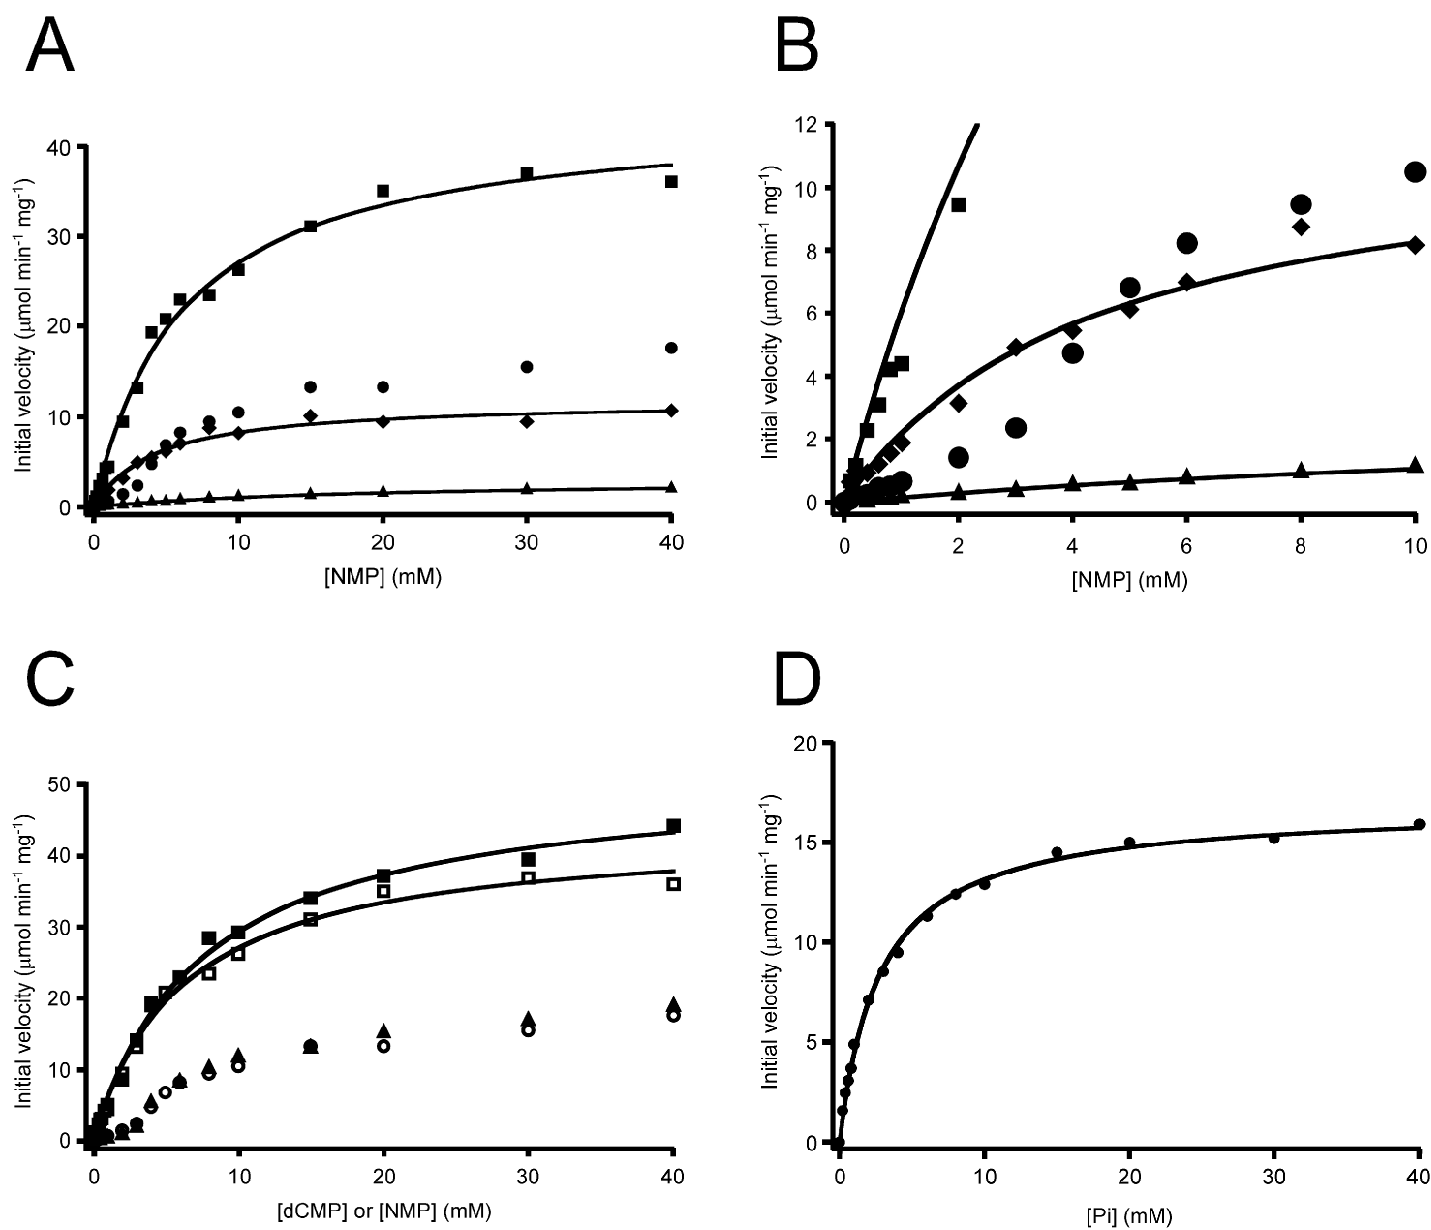 A
Initial velocity (μmol min⁻¹ mg⁻¹)
40
30
20
10
0
0 10 20 30 40
[NMP] (mM)
B
Initial velocity (μmol min⁻¹ mg⁻¹)
12
10
8
6
4
2
0
0 2 4 6 8 10
[NMP] (mM)
C
Initial velocity (μmol min⁻¹ mg⁻¹)
50
40
30
20
10
0
0 10 20 30 40
[dCMP] or [NMP] (mM)
D
Initial velocity (μmol min⁻¹ mg⁻¹)
20
15
10
5
0
0 10 20 30 40
[Pi] (mM)